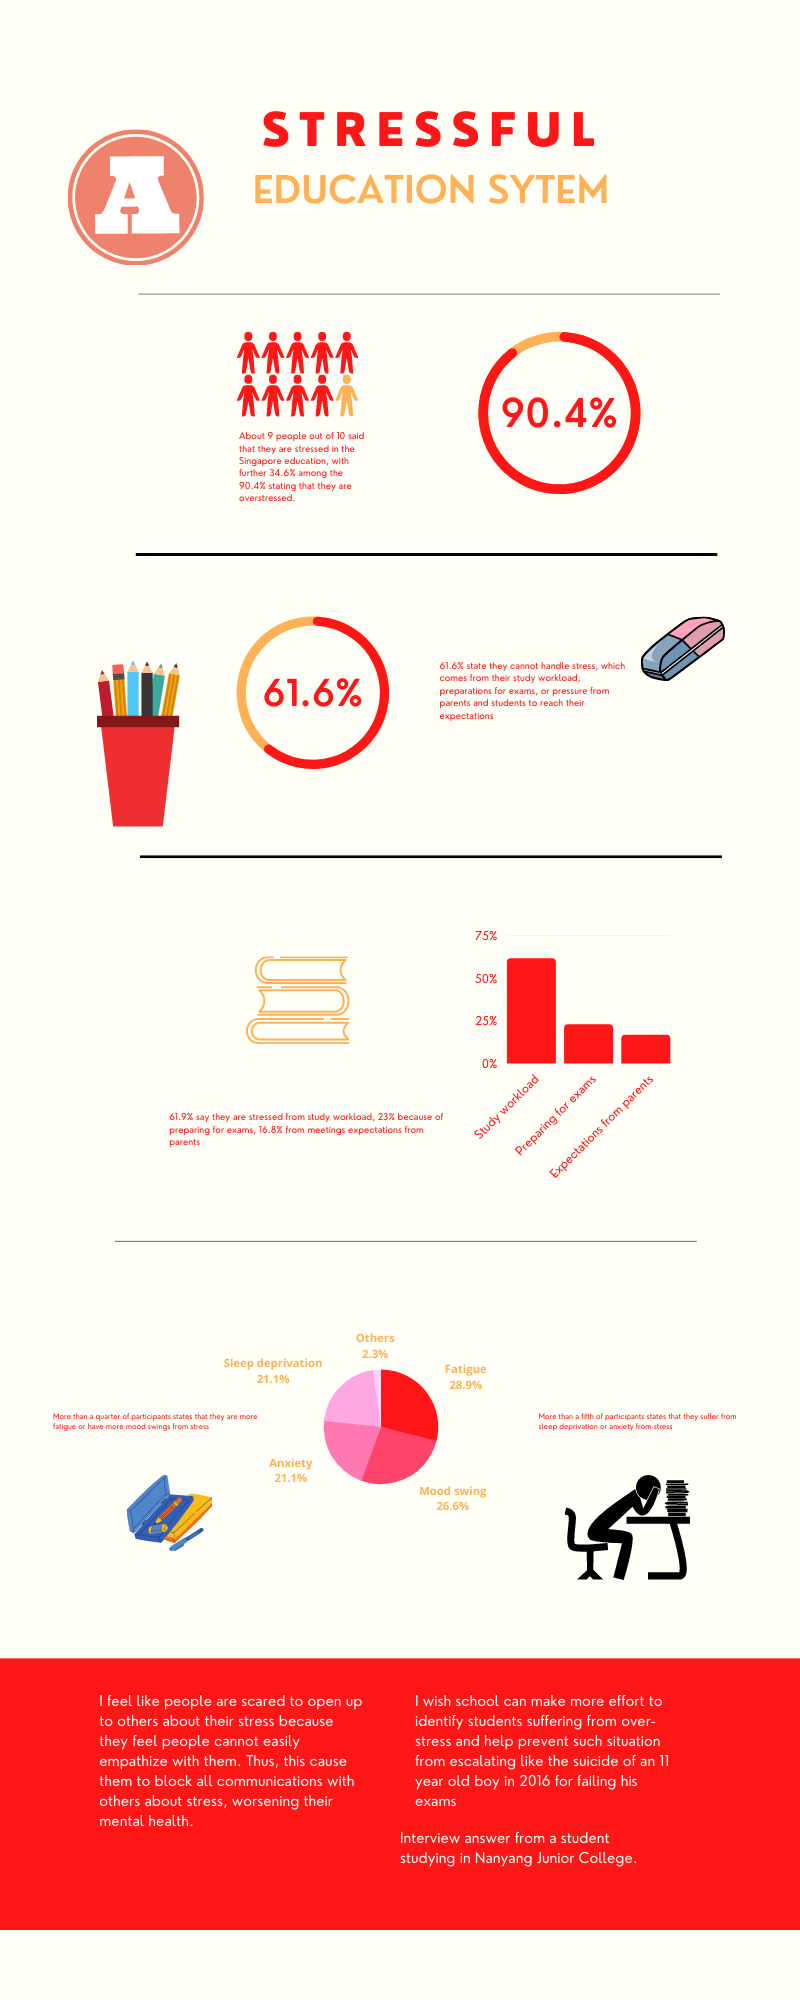 A
STRESSFUL
EDUCATION SYTEM
About 9 people out of 10 said
that they are stressed in the
Singapore education, with
further 34.6% among the
90.4% stating that they are
overstressed.
90.4%
61.6%
61.6% state they cannot handle stress, which
comes from their study workload,
preparations for exams, or pressure from
parents and students to reach their
expectations
75%
50%
25%
0%
Study workload
Preparing for exams
Expectations from parents
61.9% say they are stressed from study workload, 23% because of
preparing for exams, 16.8% from meetings expectations from
parents
Others
2.3%
Sleep deprivation
21.1%
Fatigue
28.9%
Anxiety
21.1%
Mood swing
26.6%
More than a quarter of participants states that they are more
fatigue or have more mood swings from stress
More than a fifth of participants states that they suffer from
sleep deprivation or anxiety from stress
I feel like people are scared to open up
to others about their stress because
they feel people cannot easily
empathize with them. Thus, this cause
them to block all communications with
others about stress, worsening their
mental health.
I wish school can make more effort to
identify students suffering from over-
stress and help prevent such situation
from escalating like the suicide of an 11
year old boy in 2016 for failing his
exams
Interview answer from a student
studying in Nanyang Junior College.